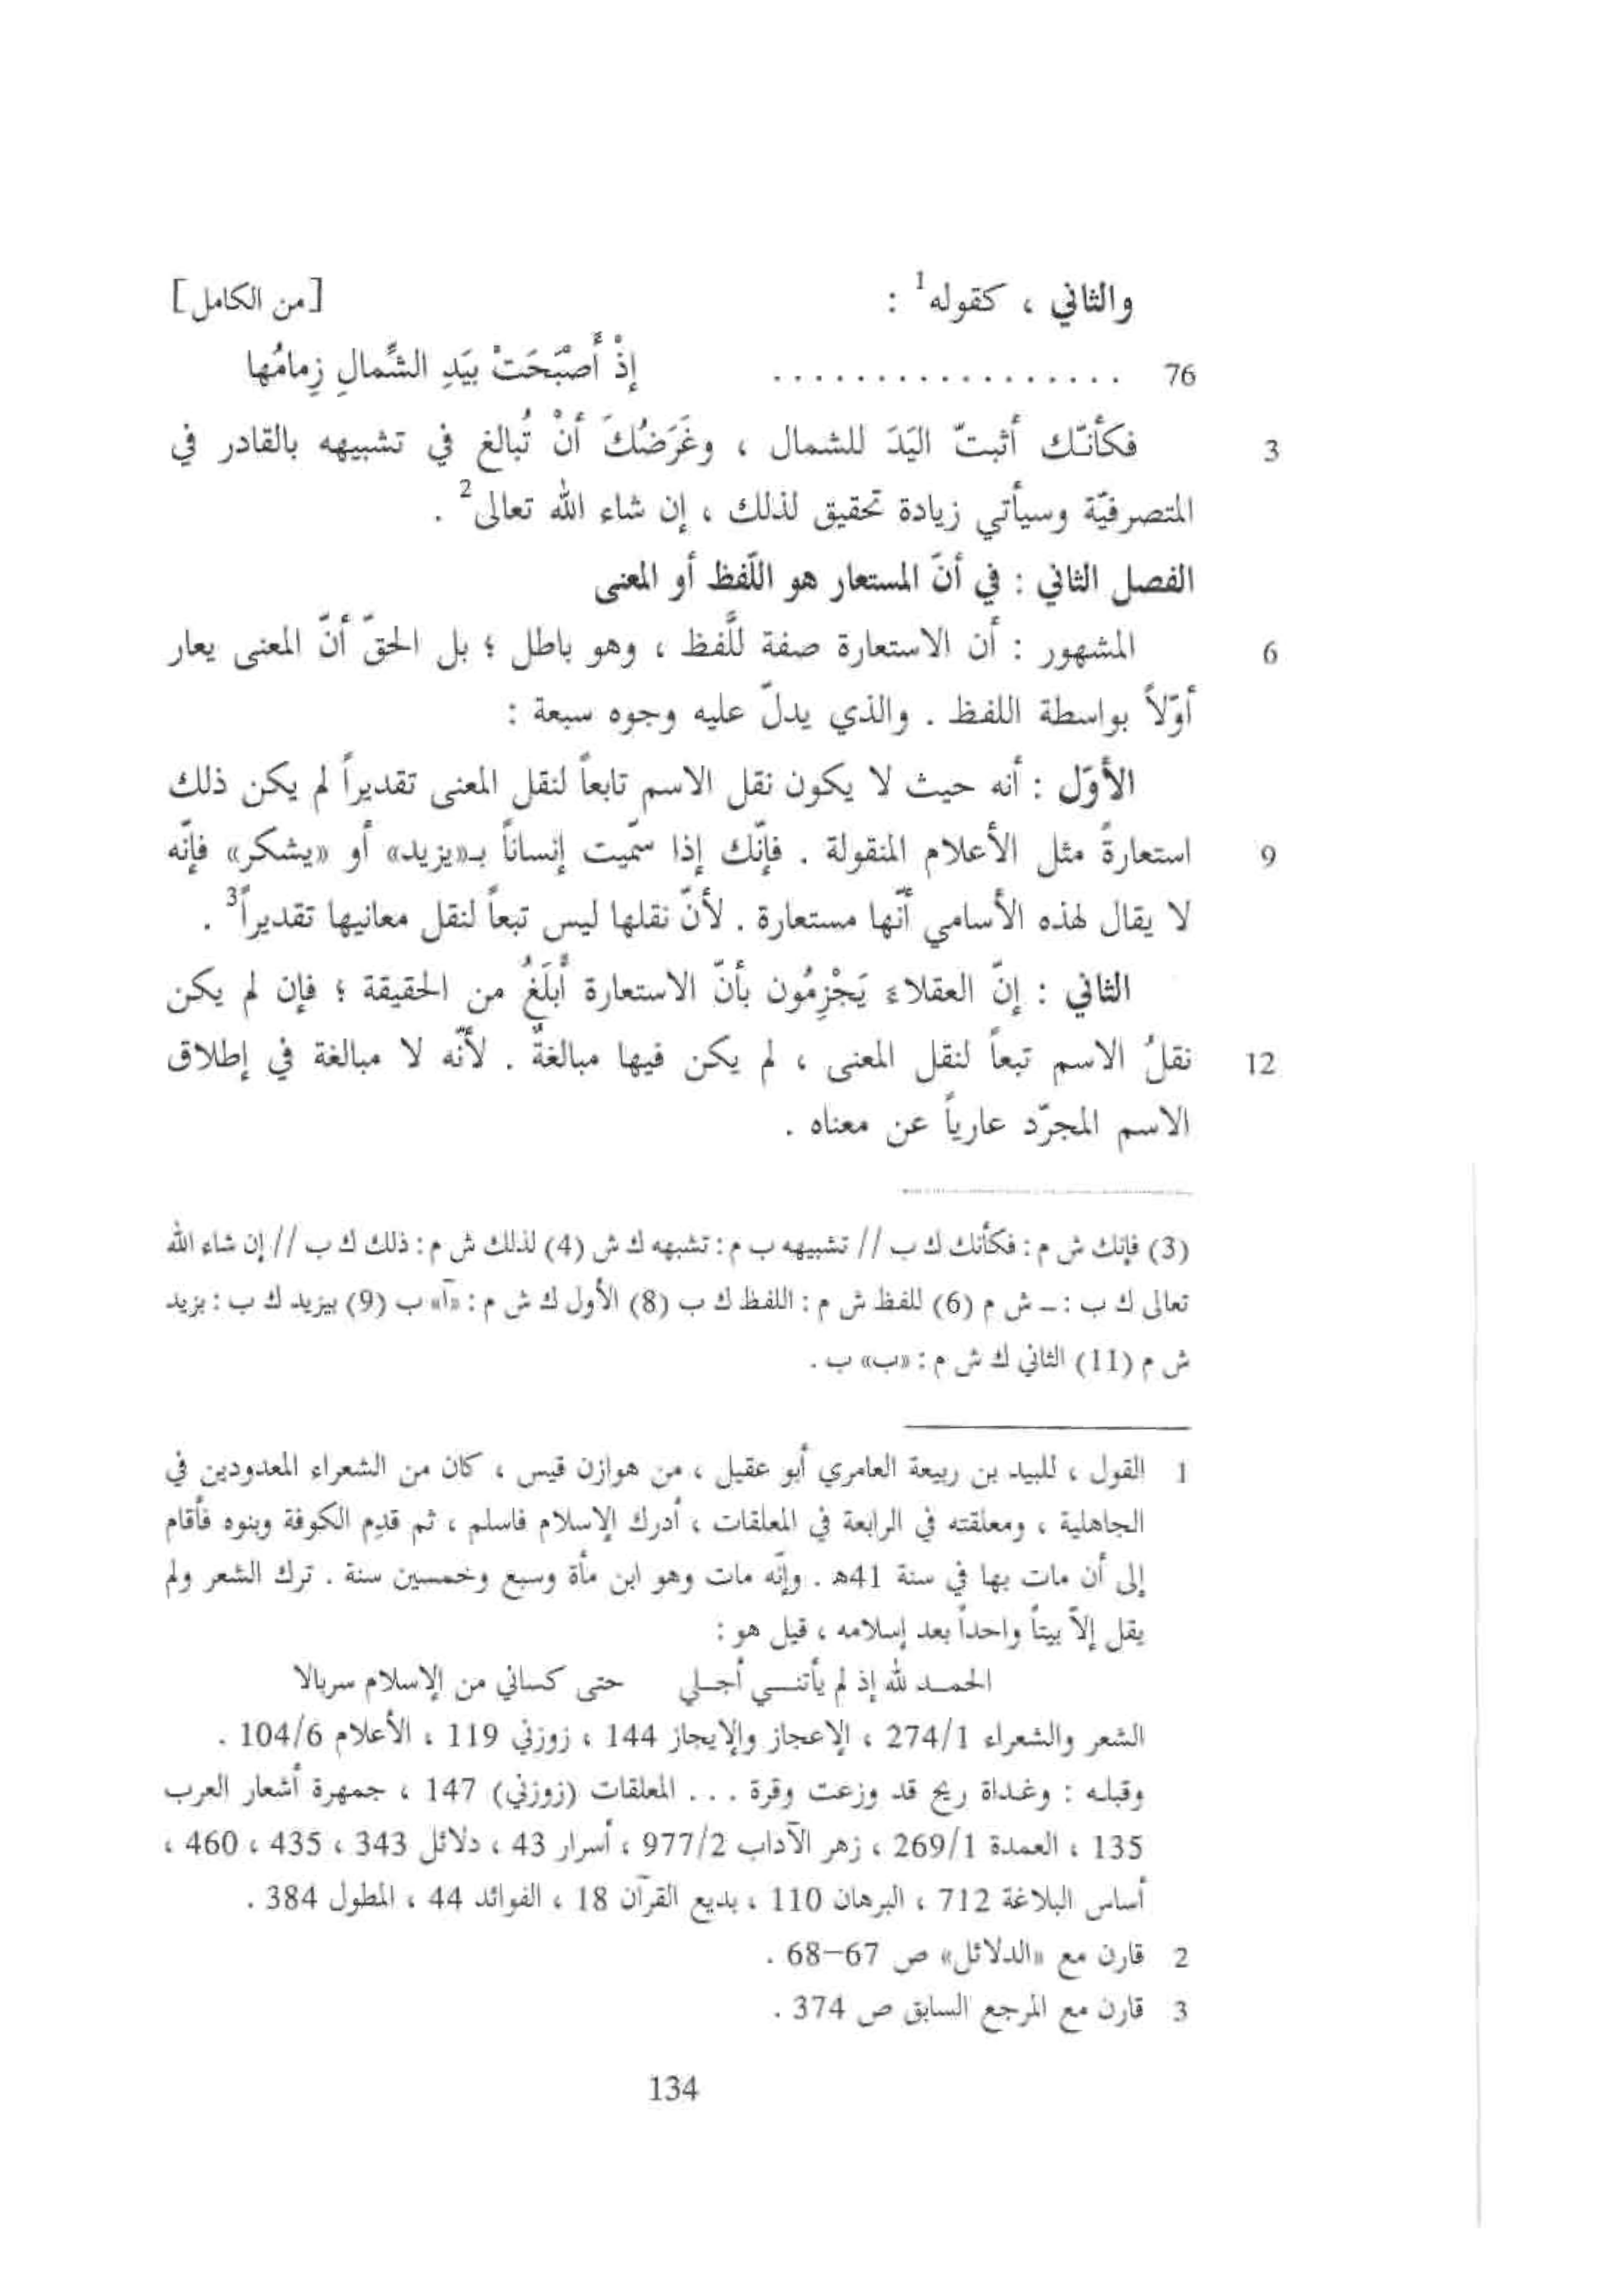 والثاني ، كقوله1 : [من الكامل]
76 . . . . . . . . . . . . . . . . . إذْ أَصْبَحَتْ بيَدِ الشَّمالِ زِمامُها
3 فكأنّك أثبتّ اليَدَ للشمال ، وغَرَضُكَ أنْ تُبالغ في تشبيهه بالقادر في
المتصرفيّة وسيأتي زيادة تحقيق لذلك ، إن شاء الله تعالى2 .
الفصل الثاني : في أنّ المستعار هو اللّفظ أو المعنى
6 المشهور : أن الاستعارة صفة للَّفظ ، وهو باطل ؛ بل الحقّ أنّ المعنى يعار
أوّلاً بواسطة اللفظ . والذي يدلّ عليه وجوه سبعة :
الأوّل : أنه حيث لا يكون نقل الاسم تابعاً لنقل المعنى تقديراً لم يكن ذلك
9 استعارةً مثل الأعلام المنقولة . فإنّك إذا سمّيت إنساناً بـ«يزيد» أو «يشكر» فإنّه
لا يقال لهذه الأسامي أنّها مستعارة . لأنّ نقلها ليس تبعاً لنقل معانيها تقديراً3 .
الثاني : إنّ العقلاء يَجْزِمُون بأنّ الاستعارة أبلَغُ من الحقيقة ؛ فإن لم يكن
12 نقلُ الاسم تبعاً لنقل المعنى ، لم يكن فيها مبالغةٌ . لأنّه لا مبالغة في إطلاق
الاسم المجرّد عارياً عن معناه .
(3) فإنك ش م : فكأنك ك ب // تشبيهه ب م : تشبهه ك ش (4) لذلك ش م : ذلك ك ب // إن شاء الله
تعالى ك ب : ـ ش م (6) للفظ ش م : اللفظ ك ب (8) الأول ك ش م : «آ» ب (9) بيزيد ك ب : يزيد
ش م (11) الثاني ك ش م : «ب» ب .
1 القول ، للبيد بن ربيعة العامري أبو عقيل ، من هوازن قيس ، كان من الشعراء المعدودين في
الجاهلية ، ومعلقته في الرابعة في المعلقات ، أدرك الإسلام فاسلم ، ثم قدِم الكوفة وبنوه فأقام
إلى أن مات بها في سنة 41ه . وإنّه مات وهو ابن مأة وسبع وخمسين سنة . ترك الشعر ولم
يقل إلاّ بيتاً واحداً بعد إسلامه ، قيل هو :
الحمـد لله إذ لم يأتنـي أجـلي حتى كساني من الإسلام سربالا
الشعر والشعراء 274/1 ، الإعجاز والإيجاز 144 ، زوزني 119 ، الأعلام 104/6 .
وقبله : وغداة ريح قد وزعت وقرة . . . المعلقات (زوزني) 147 ، جمهرة أشعار العرب
135 ، العمدة 269/1 ، زهر الآداب 977/2 ، أسرار 43 ، دلائل 343 ، 435 ، 460 ،
أساس البلاغة 712 ، البرهان 110 ، بديع القرآن 18 ، الفوائد 44 ، المطول 384 .
2 قارن مع «الدلائل» ص 67–68 .
3 قارن مع المرجع السابق ص 374 .
134